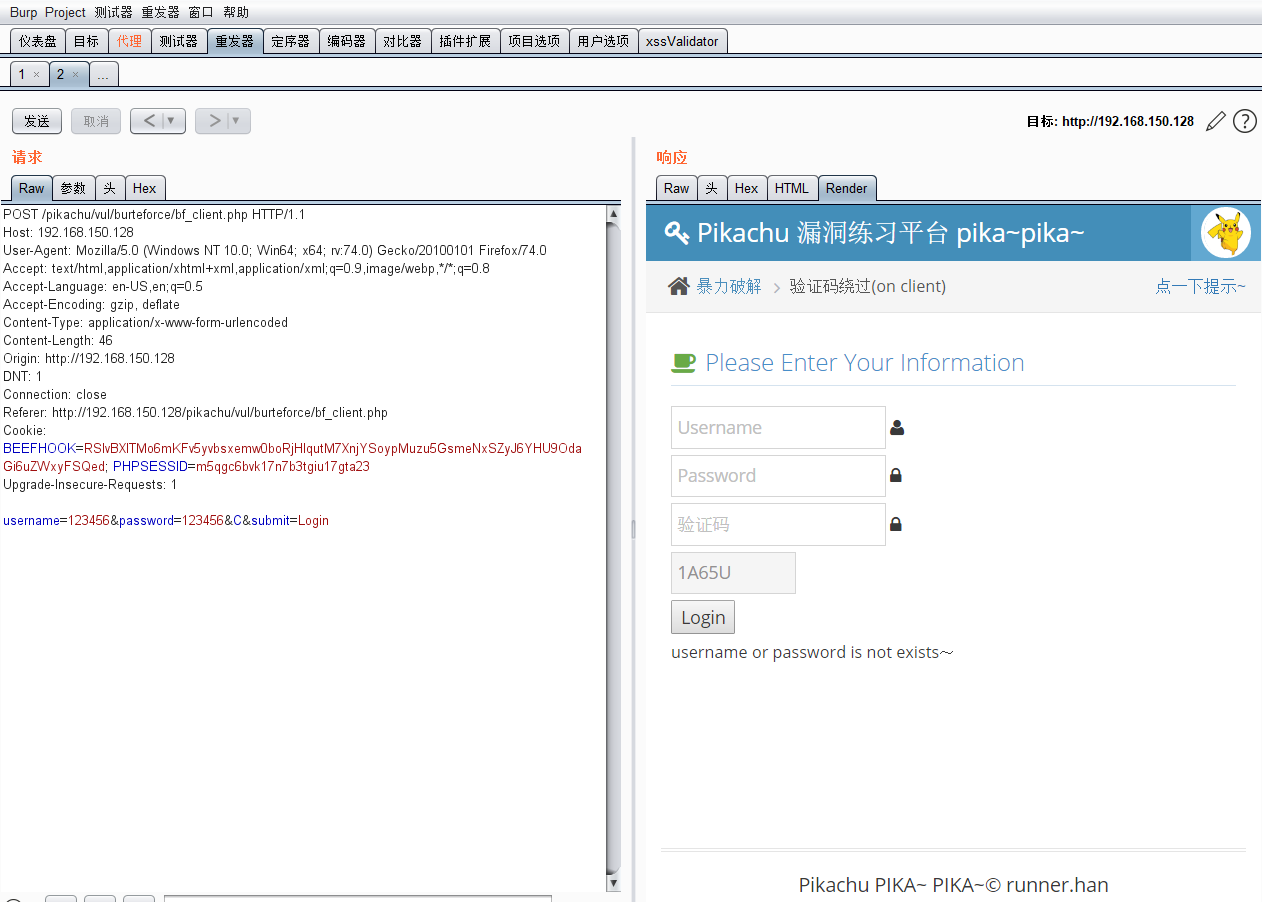 Burp Project 测试器 重发器 窗口 帮助
仪表盘 目标 代理 测试器 重发器 定序器 编码器 对比器 插件扩展 项目选项 用户选项 xssValidator
1 × 2 × ...
发送 取消 < ▼ > ▼ 目标: http://192.168.150.128 ?
请求
Raw 参数 头 Hex
POST /pikachu/vul/burteforce/bf_client.php HTTP/1.1
Host: 192.168.150.128
User-Agent: Mozilla/5.0 (Windows NT 10.0; Win64; x64; rv:74.0) Gecko/20100101 Firefox/74.0
Accept: text/html,application/xhtml+xml,application/xml;q=0.9,image/webp,*/*;q=0.8
Accept-Language: en-US,en;q=0.5
Accept-Encoding: gzip, deflate
Content-Type: application/x-www-form-urlencoded
Content-Length: 46
Origin: http://192.168.150.128
DNT: 1
Connection: close
Referer: http://192.168.150.128/pikachu/vul/burteforce/bf_client.php
Cookie:
BEEFHOOK=RSIvBXlTMo6mKFv5yvbsxemw0boRjHlqutM7XnjYSoypMuzu5GsmeNxSZyJ6YHU9Oda
Gi6uZWxyFSQed; PHPSESSID=m5qgc6bvk17n7b3tgiu17gta23
Upgrade-Insecure-Requests: 1
username=123456&password=123456&C&submit=Login
响应
Raw 头 Hex HTML Render
Pikachu 漏洞练习平台 pika~pika~
暴力破解 > 验证码绕过(on client) 点一下提示~
Please Enter Your Information
Username
Password
验证码
1A65U
Login
username or password is not exists～
Pikachu PIKA~ PIKA~© runner.han